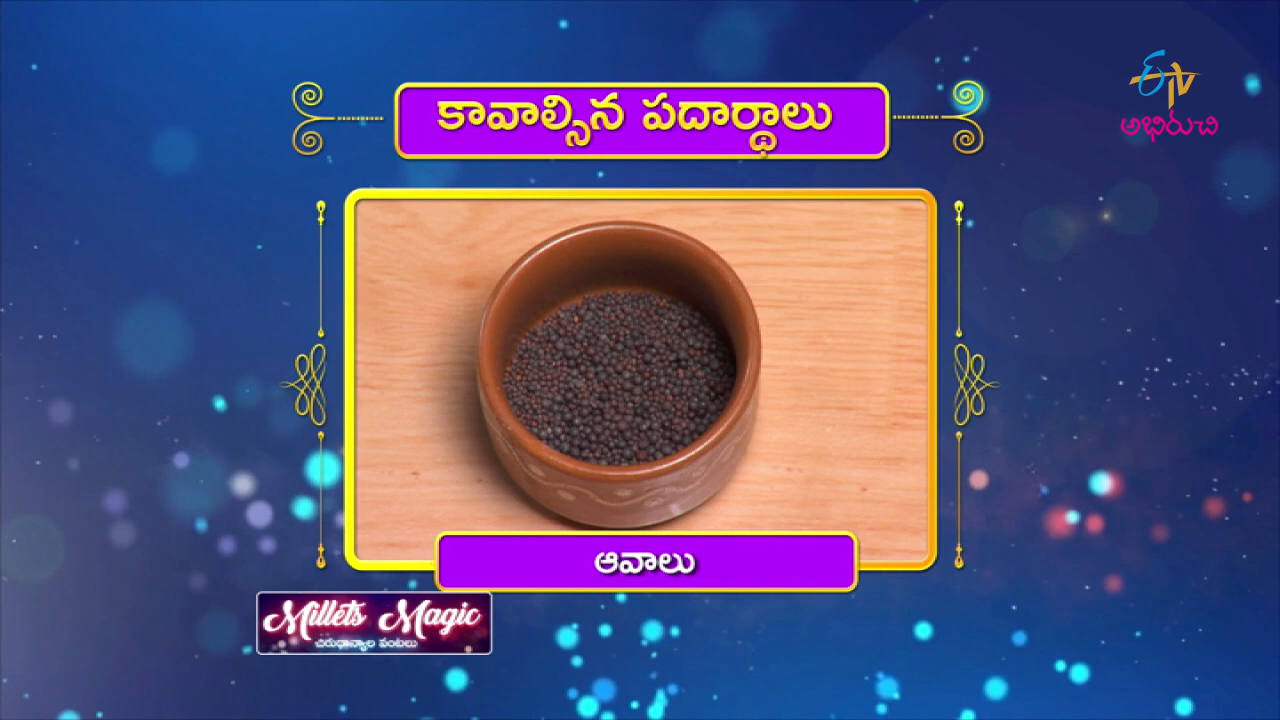 కావాల్సిన పదార్థాలు
ETV
అభిరుచి
ఆవాలు
Millets Magic
చిరుధాన్యాల వంటలు